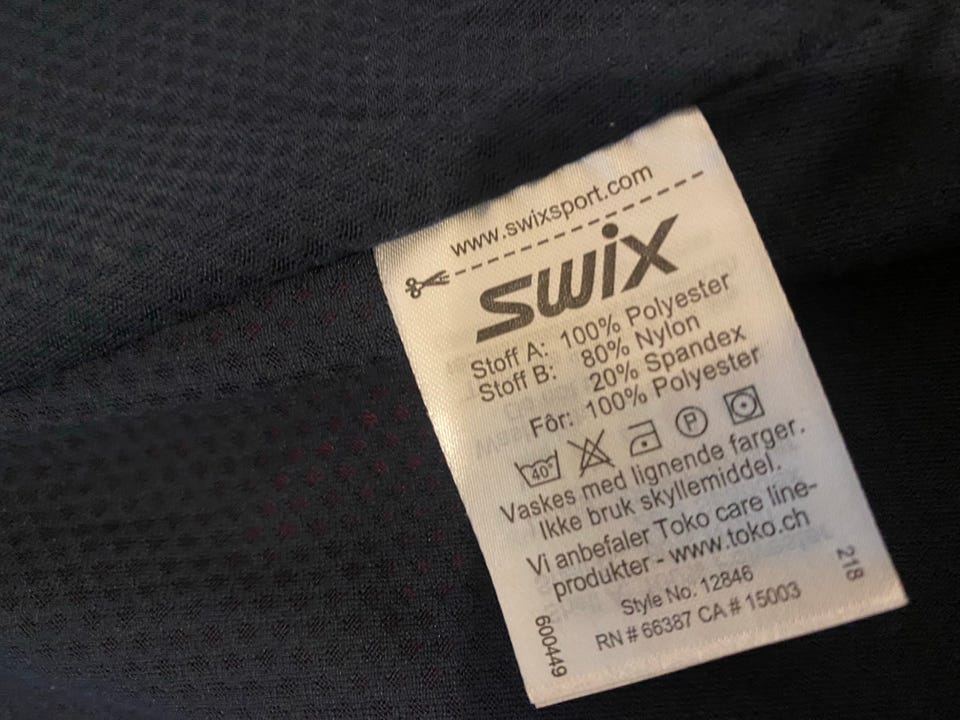 www.swixsport.com
swix
Stoff A: 100% Polyester
Stoff B: 80% Nylon
20% Spandex
Fôr: 100% Polyester
40° P
Vaskes med lignende farger.
Ikke bruk skyllemiddel.
Vi anbefaler Toko care line-
produkter - www.toko.ch
Style No. 12846
RN # 66387 CA # 15003
600449
218